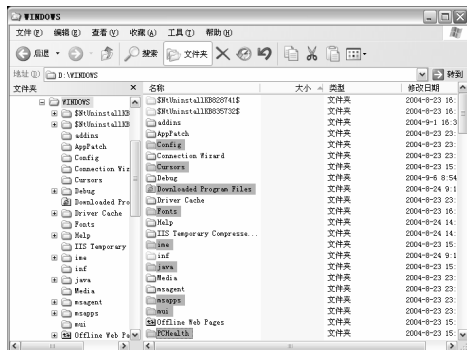 WINDOWS
文件(F) 编辑(E) 查看(V) 收藏(A) 工具(T) 帮助(H)
后退 搜索 文件夹
地址(D) D:\WINDOWS 转到
文件夹 × 名称 大小 类型 修改日期
WINDOWS
$NtUninstallKB
$NtUninstallKB
addins
AppPatch
Config
Connection Wiz
Cursors
Debug
Downloaded Pro
Driver Cache
Fonts
Help
IIS Temporary
ime
inf
java
Media
msagent
msapps
mui
Offline Web Pa
$NtUninstallKB828741$ 文件夹 2004-8-23 16:
$NtUninstallKB835732$ 文件夹 2004-8-23 16:
addins 文件夹 2004-9-1 16:3
AppPatch 文件夹 2004-8-23 23:
Config 文件夹 2004-8-23 23:
Connection Wizard 文件夹 2004-8-23 23:
Cursors 文件夹 2004-8-23 15:
Debug 文件夹 2004-9-6 8:54
Downloaded Program Files 文件夹 2004-8-24 9:1
Driver Cache 文件夹 2004-8-23 23:
Fonts 文件夹 2004-8-23 16:
Help 文件夹 2004-8-24 14:
IIS Temporary Compresse... 文件夹 2004-8-24 14:
ime 文件夹 2004-8-23 15:
inf 文件夹 2004-8-24 9:1
java 文件夹 2004-8-23 15:
Media 文件夹 2004-8-23 15:
msagent 文件夹 2004-8-23 23:
msapps 文件夹 2004-8-23 23:
mui 文件夹 2004-8-23 23:
Offline Web Pages 文件夹 2004-8-23 15:
PCHealth 文件夹 2004-8-23 15: